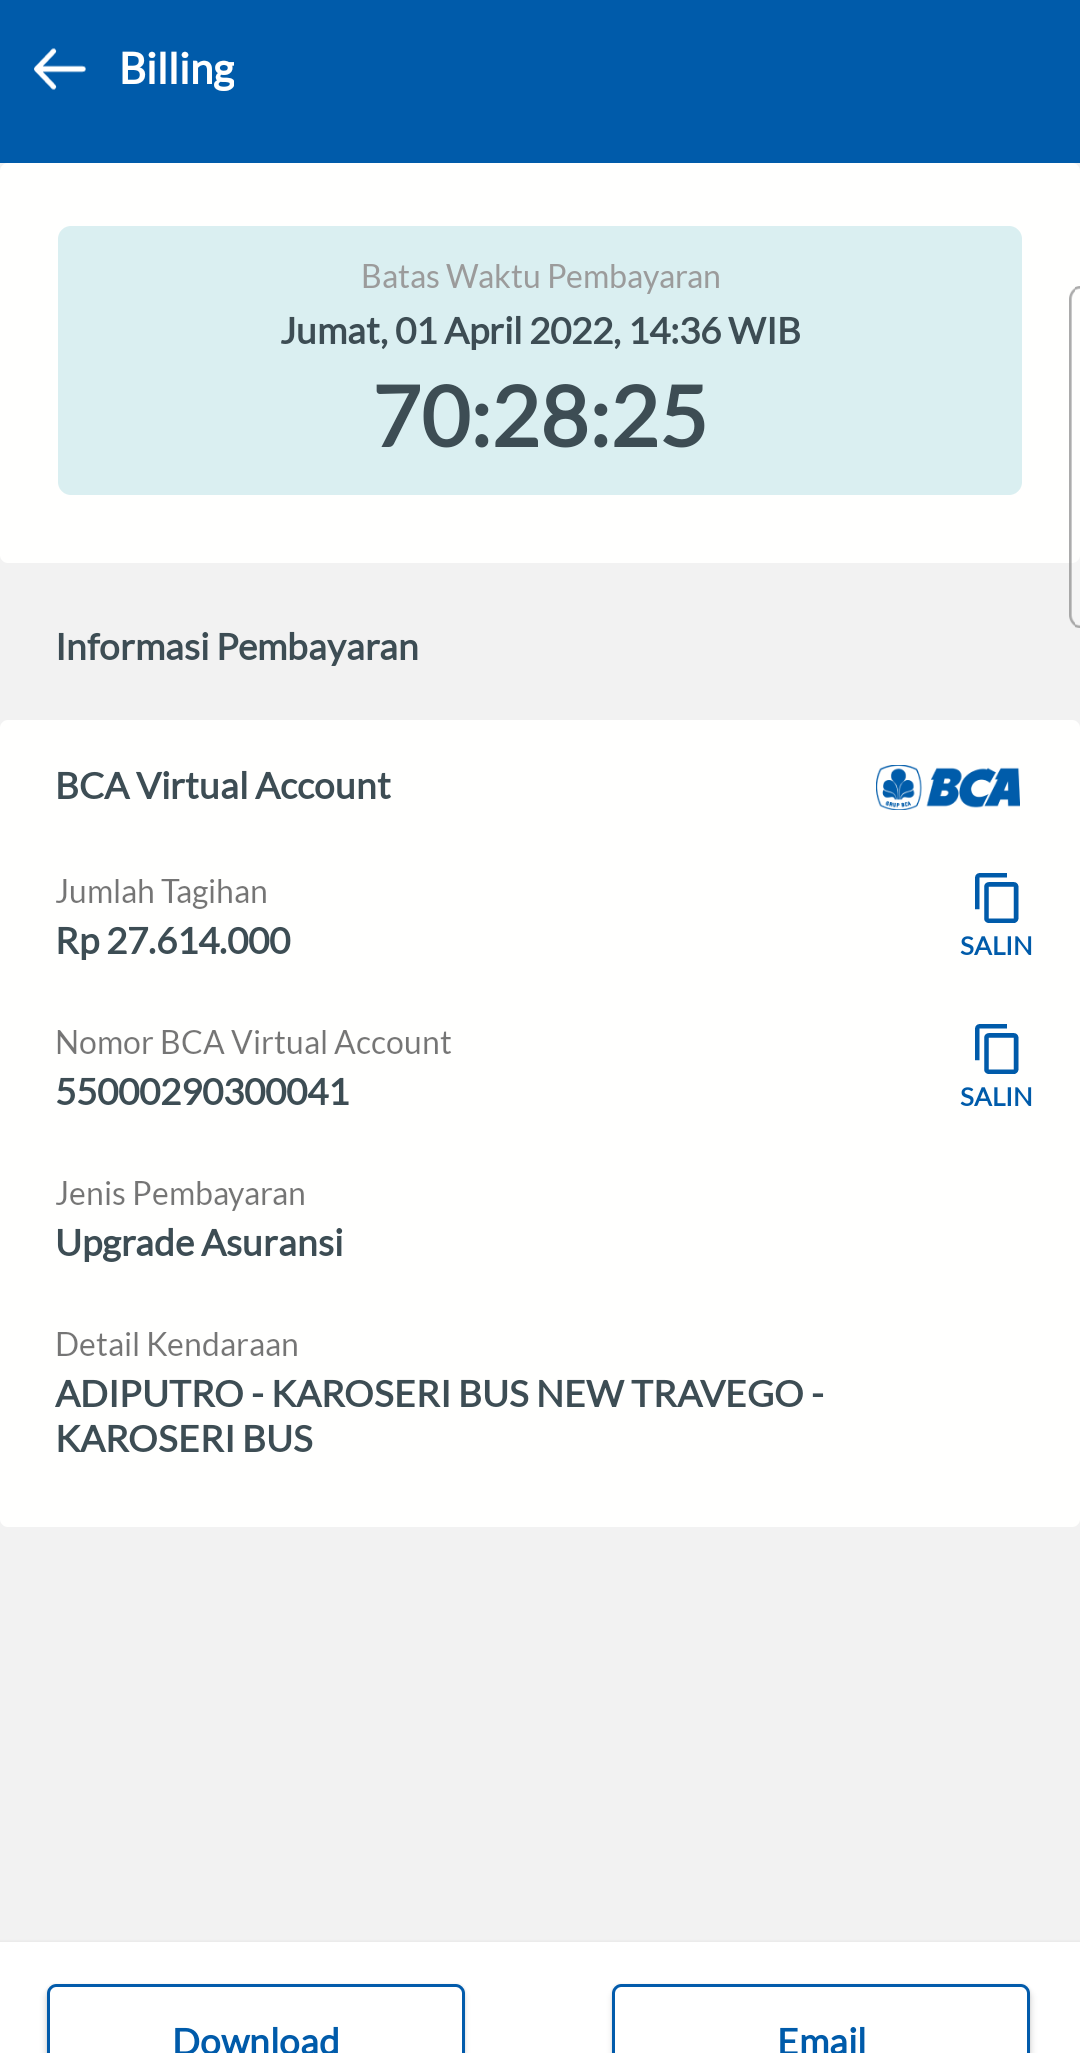 Billing
Batas Waktu Pembayaran
Jumat, 01 April 2022, 14:36 WIB
70:28:25
Informasi Pembayaran
BCA Virtual Account
BCA
Jumlah Tagihan
Rp 27.614.000
SALIN
Nomor BCA Virtual Account
55000290300041
SALIN
Jenis Pembayaran
Upgrade Asuransi
Detail Kendaraan
ADIPUTRO - KAROSERI BUS NEW TRAVEGO -
KAROSERI BUS
Download
Email